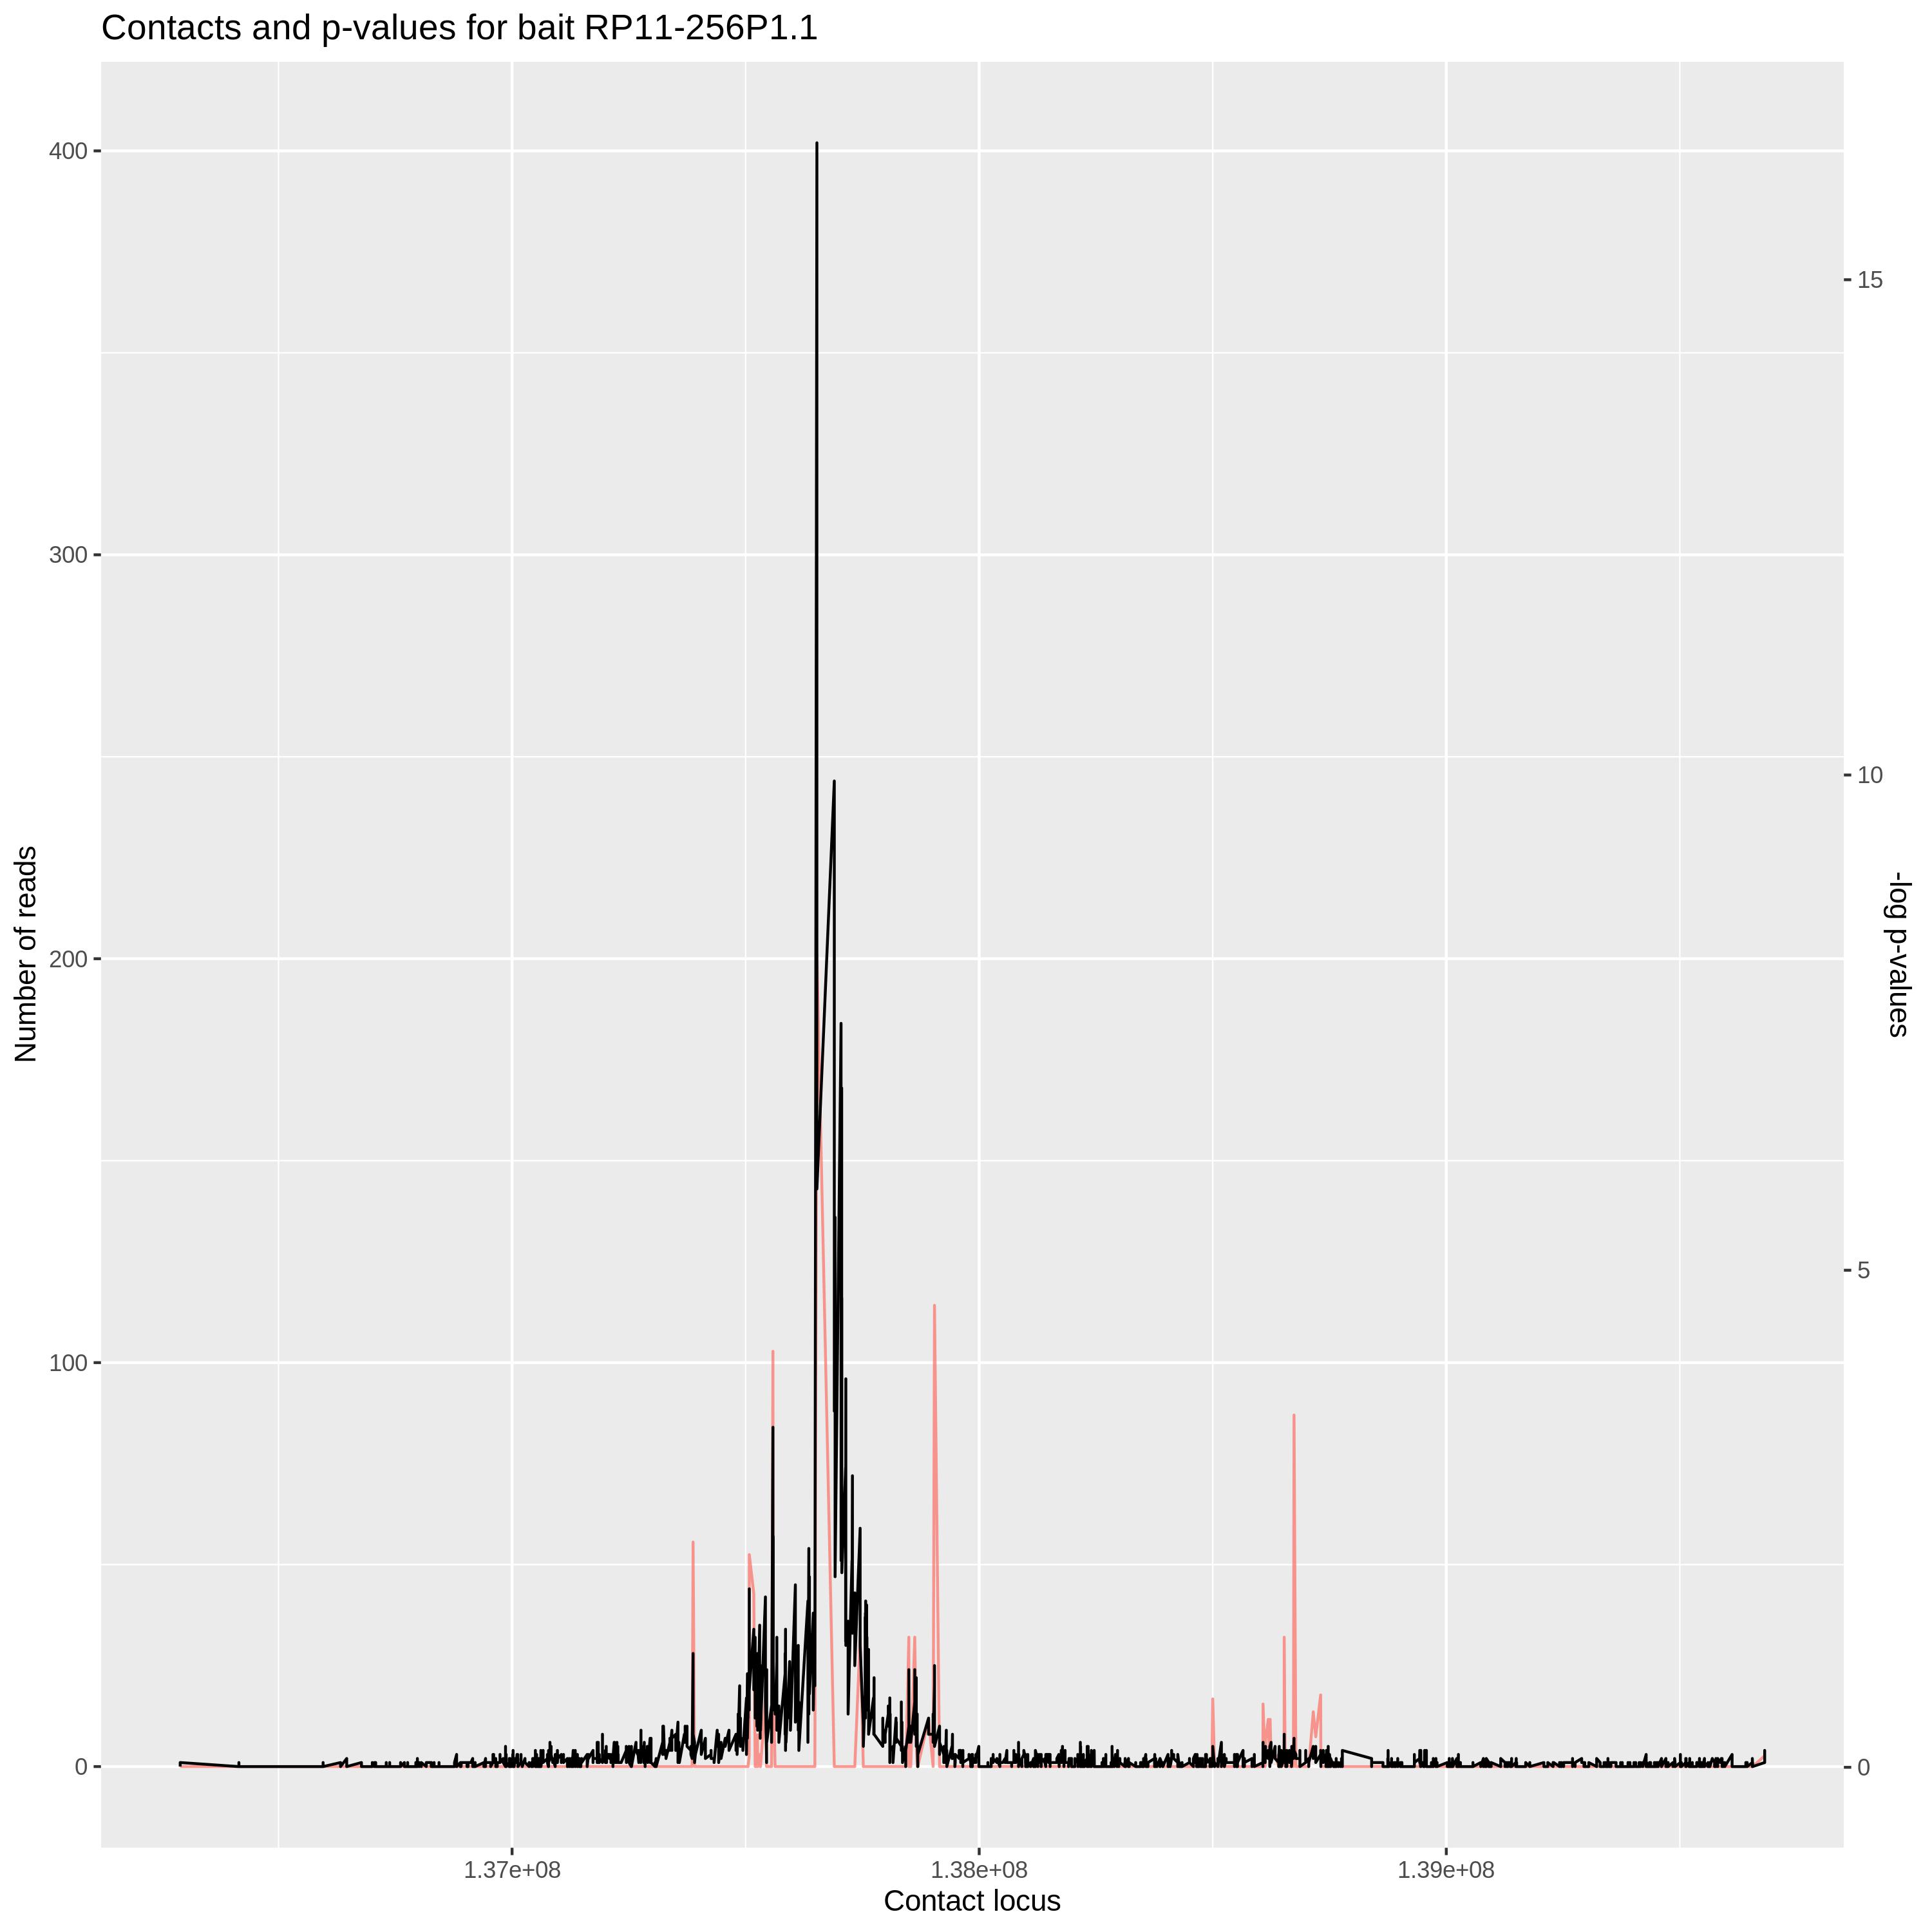 Contacts and p-values for bait RP11-256P1.1
400
300
200
100
0
Number of reads
15
10
5
0
-log p-values
1.37e+08
1.38e+08
1.39e+08
Contact locus